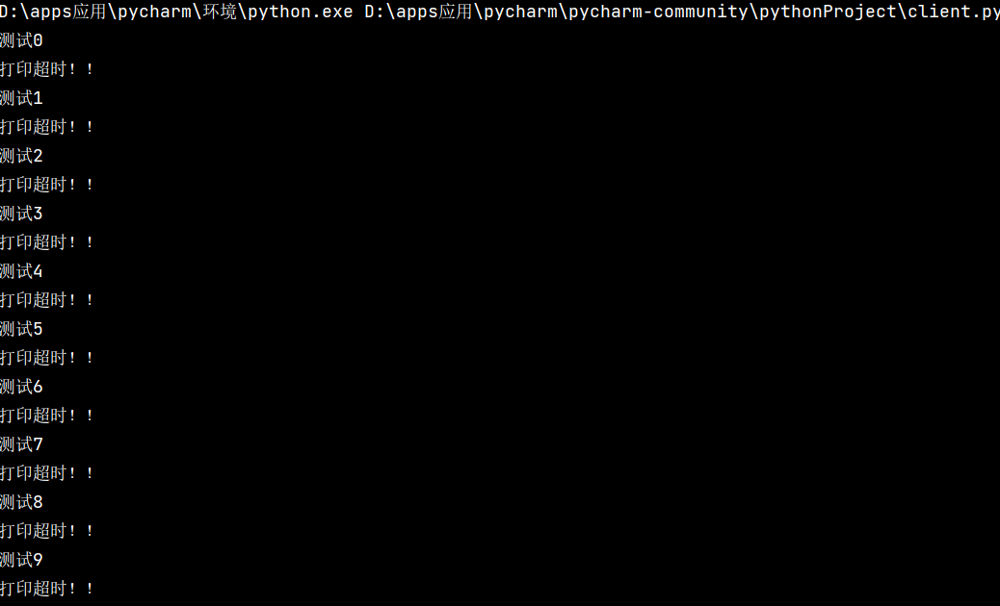 D:\apps应用\pycharm\环境\python.exe D:\apps应用\pycharm\pycharm-community\pythonProject\client.py
测试0
打印超时！！
测试1
打印超时！！
测试2
打印超时！！
测试3
打印超时！！
测试4
打印超时！！
测试5
打印超时！！
测试6
打印超时！！
测试7
打印超时！！
测试8
打印超时！！
测试9
打印超时！！